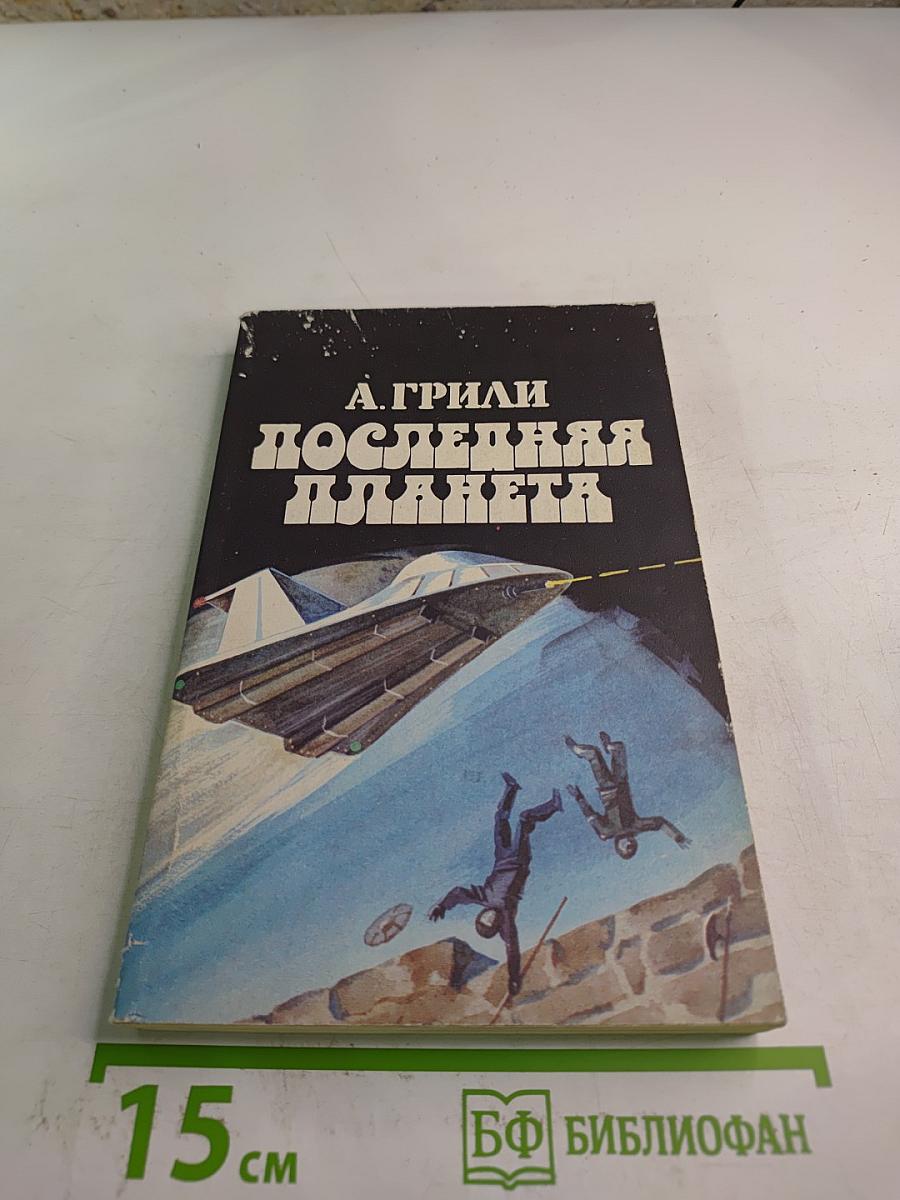 А. ГРИЛИ
ПОСЛЕДНЯЯ
ПЛАНЕТА
15 см
БФ БИБЛИОФАН